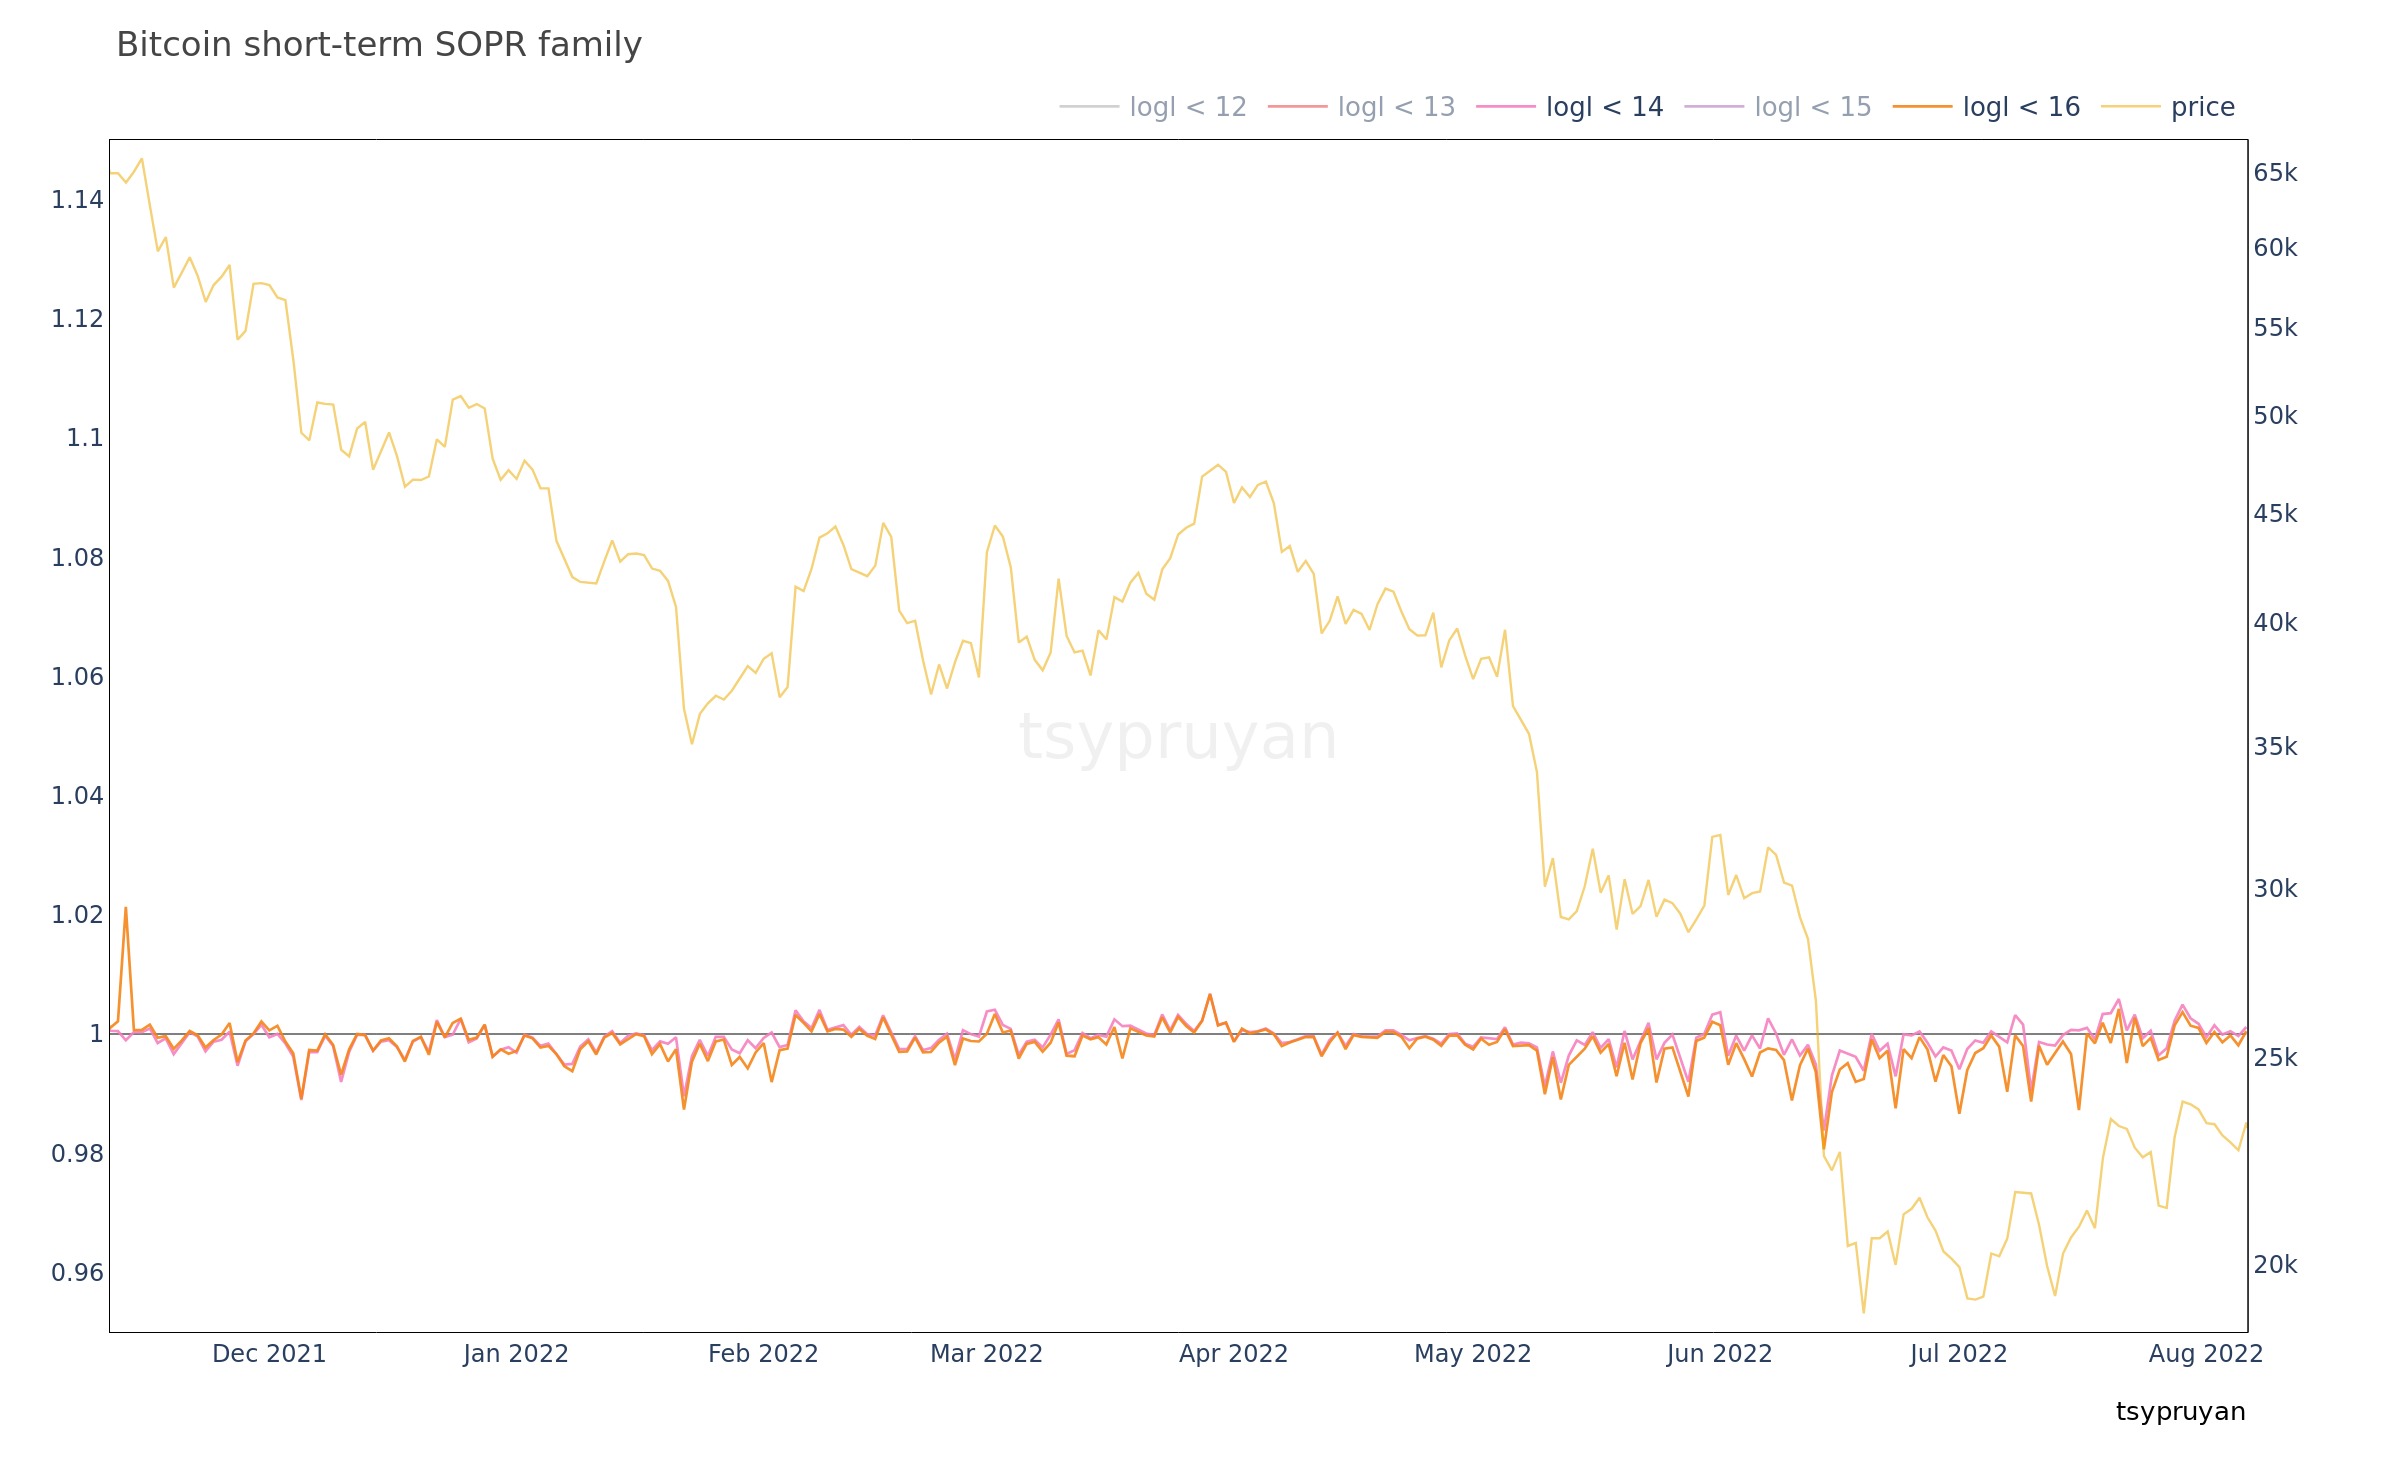 Bitcoin short-term SOPR family
logl < 12 logl < 13 logl < 14 logl < 15 logl < 16 price
1.14 65k
60k
1.12 55k
1.1 50k
45k
1.08
40k
1.06
tsypruyan 35k
1.04
30k
1.02
1 25k
0.98
0.96 20k
Dec 2021 Jan 2022 Feb 2022 Mar 2022 Apr 2022 May 2022 Jun 2022 Jul 2022 Aug 2022
tsypruyan